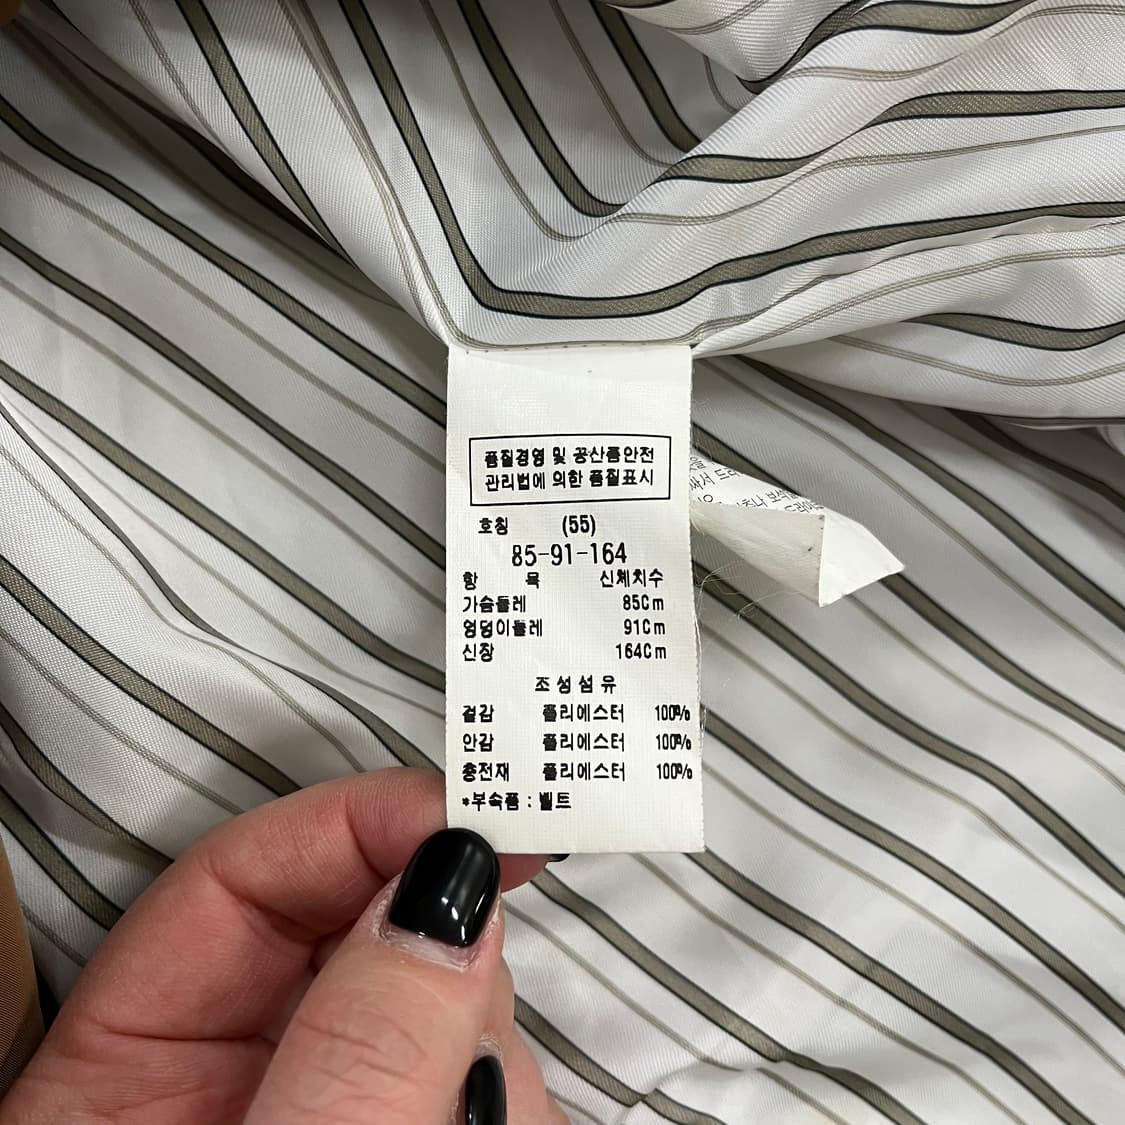 품질경영 및 공산품안전
관리법에 의한 품질표시
호칭 (55)
85-91-164
항 목 신체치수
가슴둘레 85Cm
엉덩이둘레 91Cm
신장 164Cm
조성섬유
겉감 폴리에스터 100%
안감 폴리에스터 100%
충전재 폴리에스터 100%
*부속품 : 벨트
싸서 드라